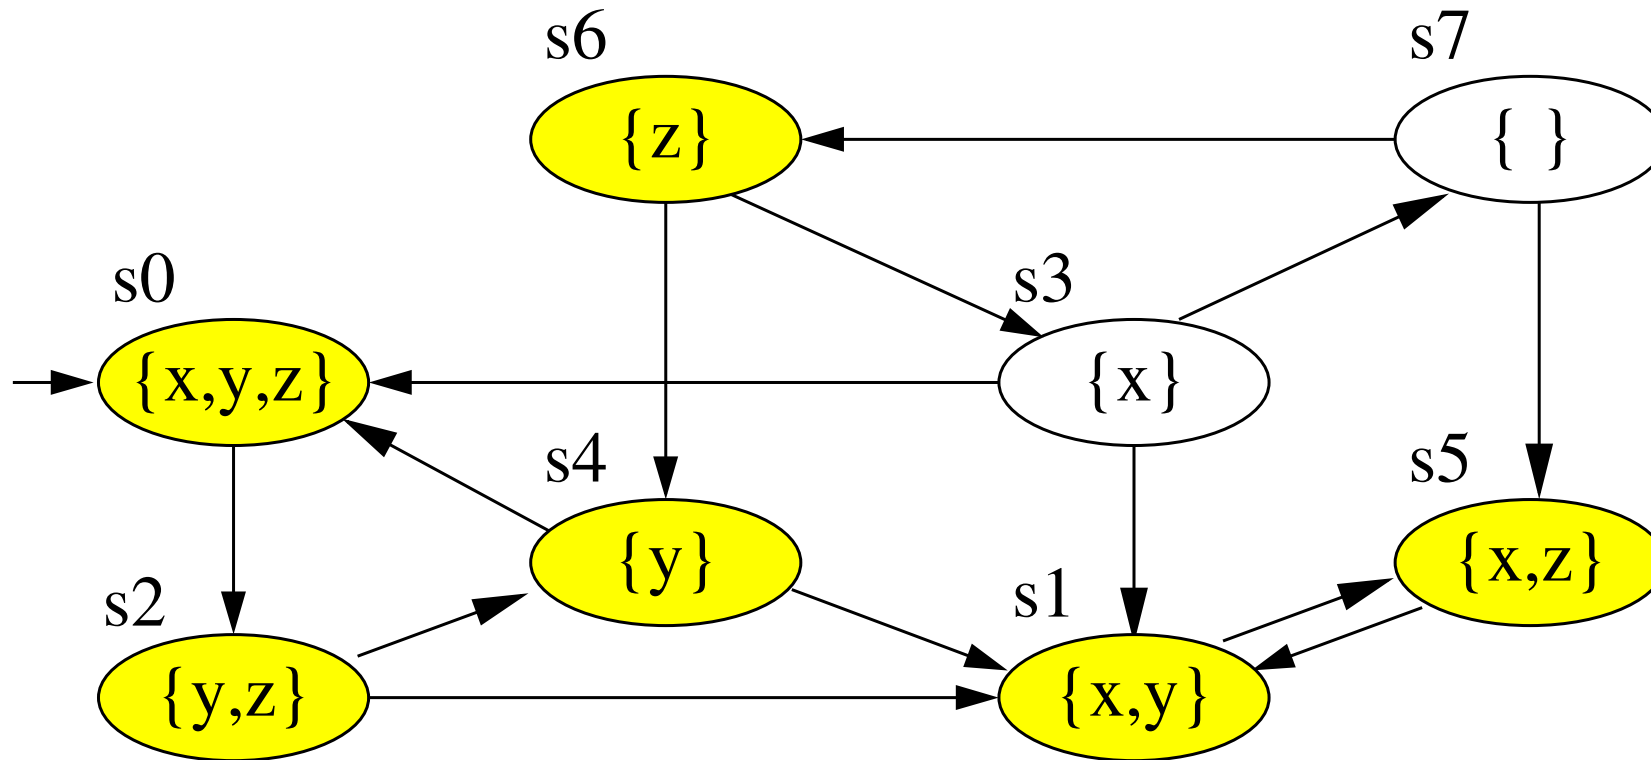 s6
s7
{z}
{ }
s0
s3
{x,y,z}
{x}
s4
s5
{y}
{x,z}
s2
s1
{y,z}
{x,y}